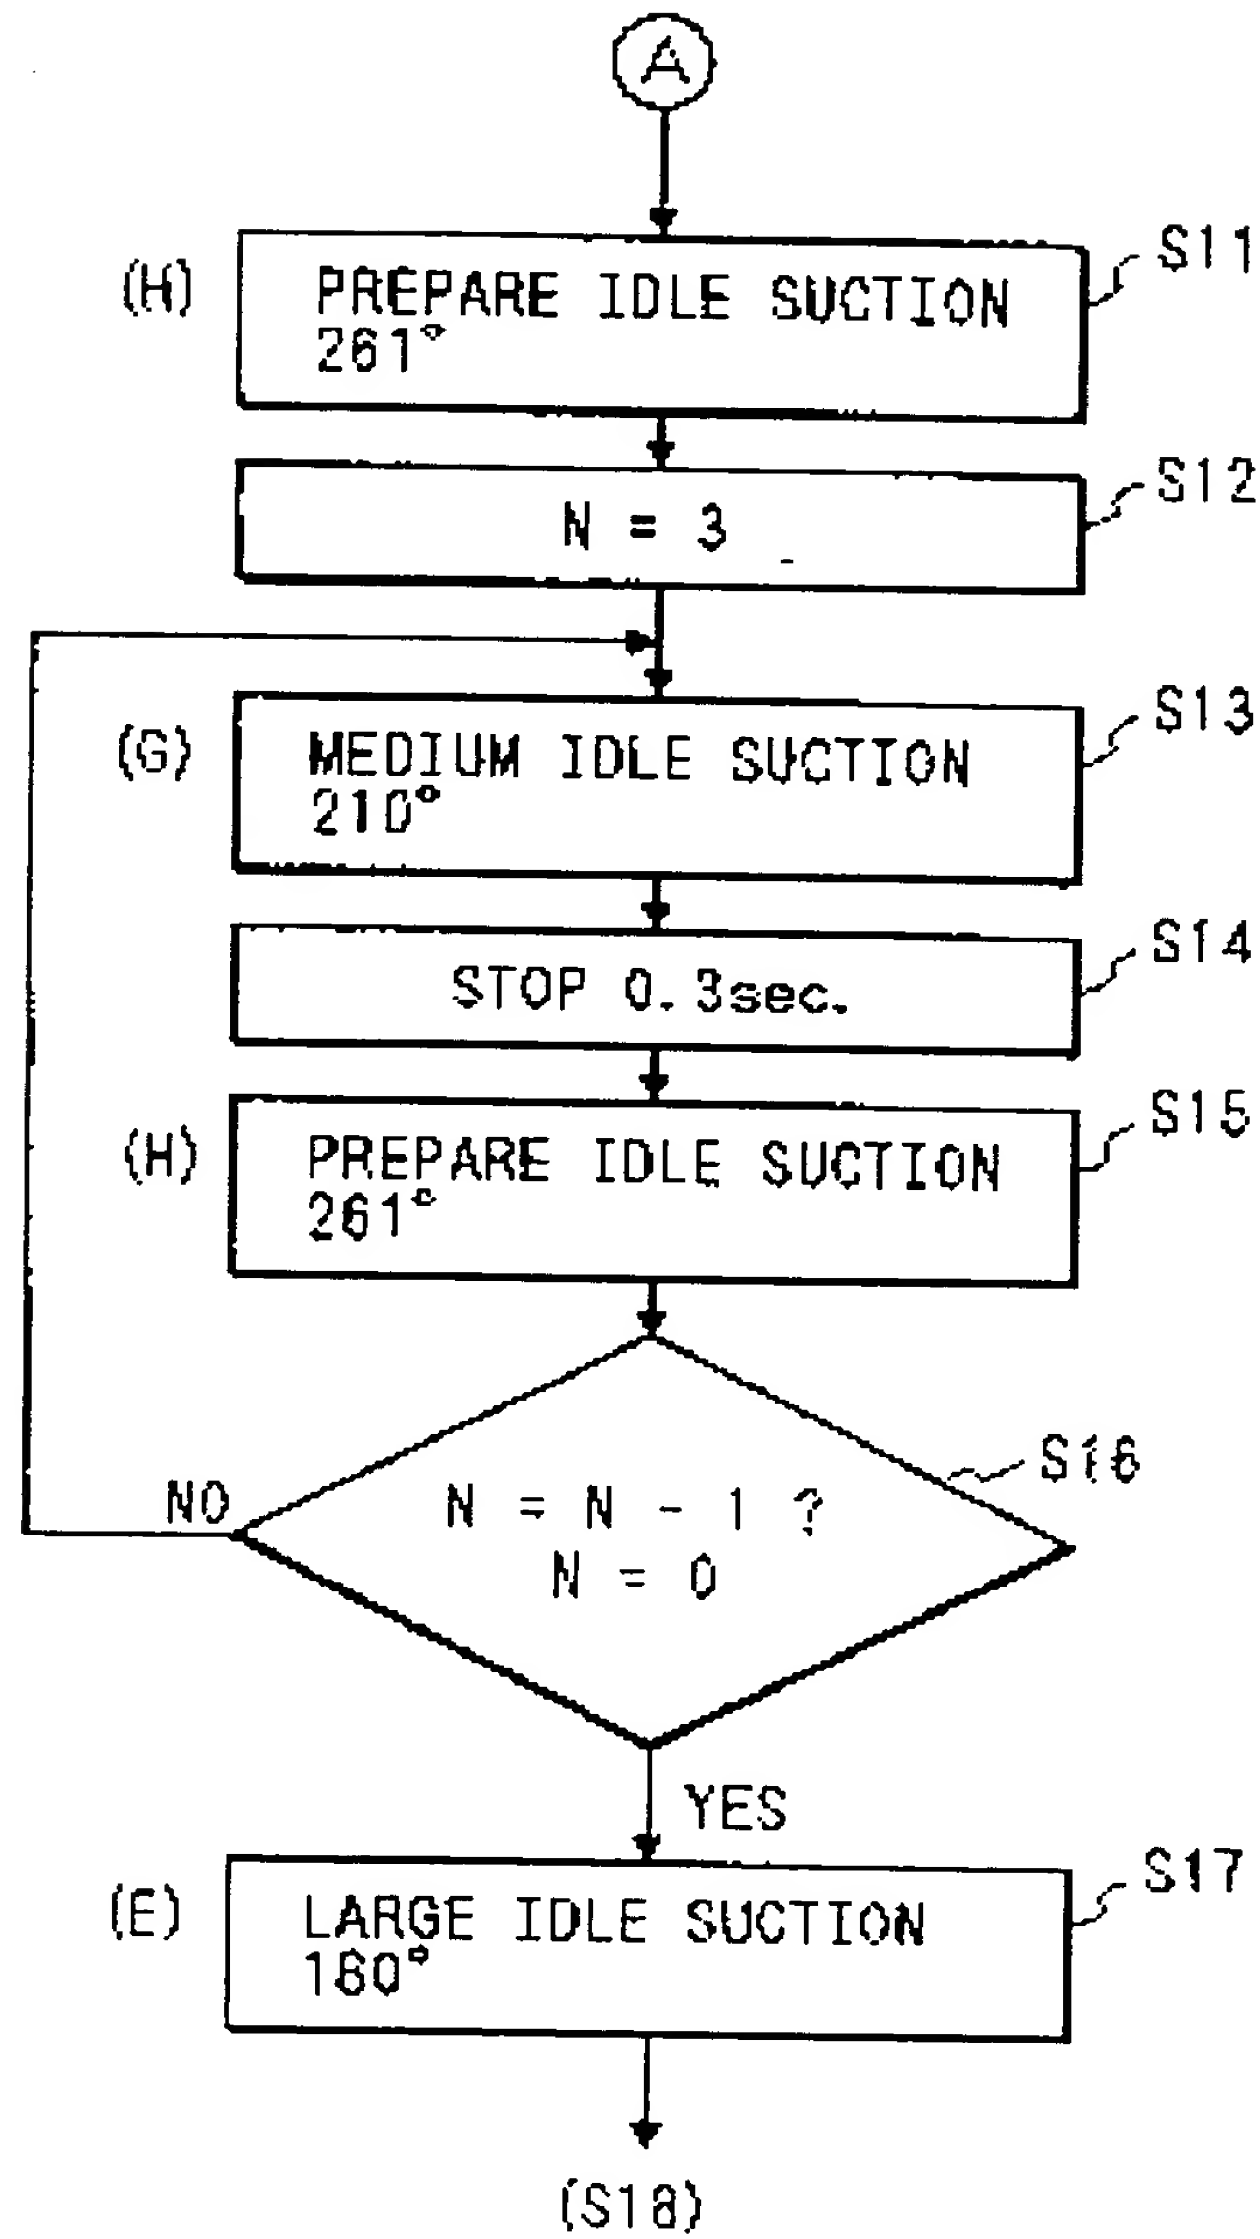 A
S11
(H)
PREPARE IDLE SUCTION
261°
S12
N = 3
S13
(G)
MEDIUM IDLE SUCTION
210°
S14
STOP 0.3sec.
S15
(H)
PREPARE IDLE SUCTION
261°
S16
NO
N = N - 1 ?
N = 0
YES
S17
(E)
LARGE IDLE SUCTION
160°
(S18)